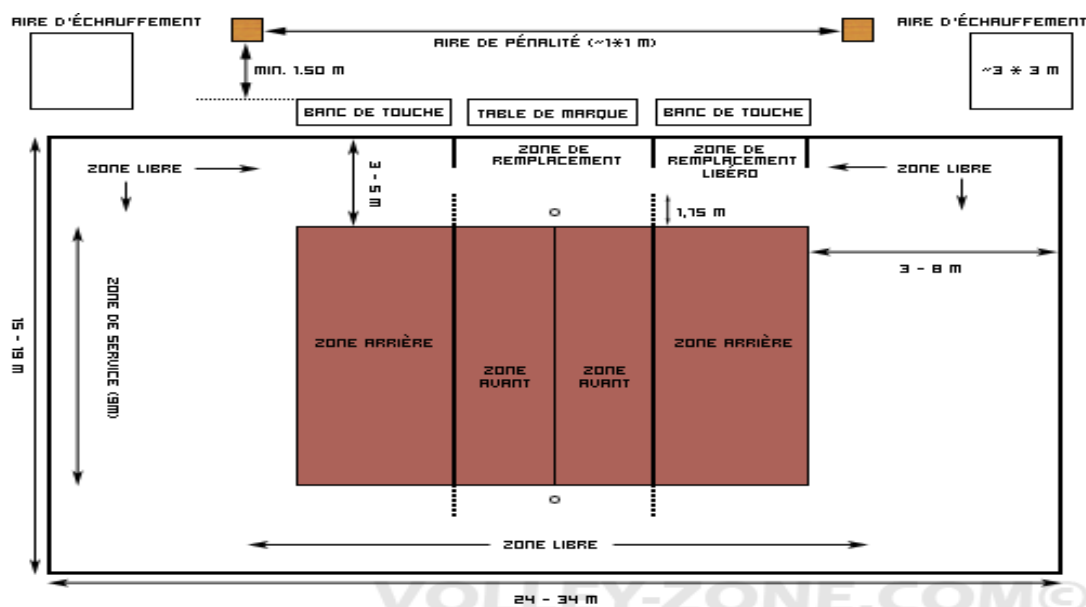 AIRE D'ÉCHAUFFEMENT
AIRE D'ÉCHAUFFEMENT
AIRE DE PÉNALITÉ (~1*1 M)
MIN. 1.50 M
~3 * 3 M
BANC DE TOUCHE
TABLE DE MARQUE
BANC DE TOUCHE
ZONE LIBRE
3 - 5 M
ZONE DE
REMPLACEMENT
ZONE DE
REMPLACEMENT
LIBÉRO
ZONE LIBRE
1,75 M
3 - 8 M
15 - 19 M
ZONE DE SERVICE (9M)
ZONE ARRIÈRE
ZONE
AVANT
ZONE
AVANT
ZONE ARRIÈRE
ZONE LIBRE
24 - 34 M
VOLLEY-ZONE.COM©